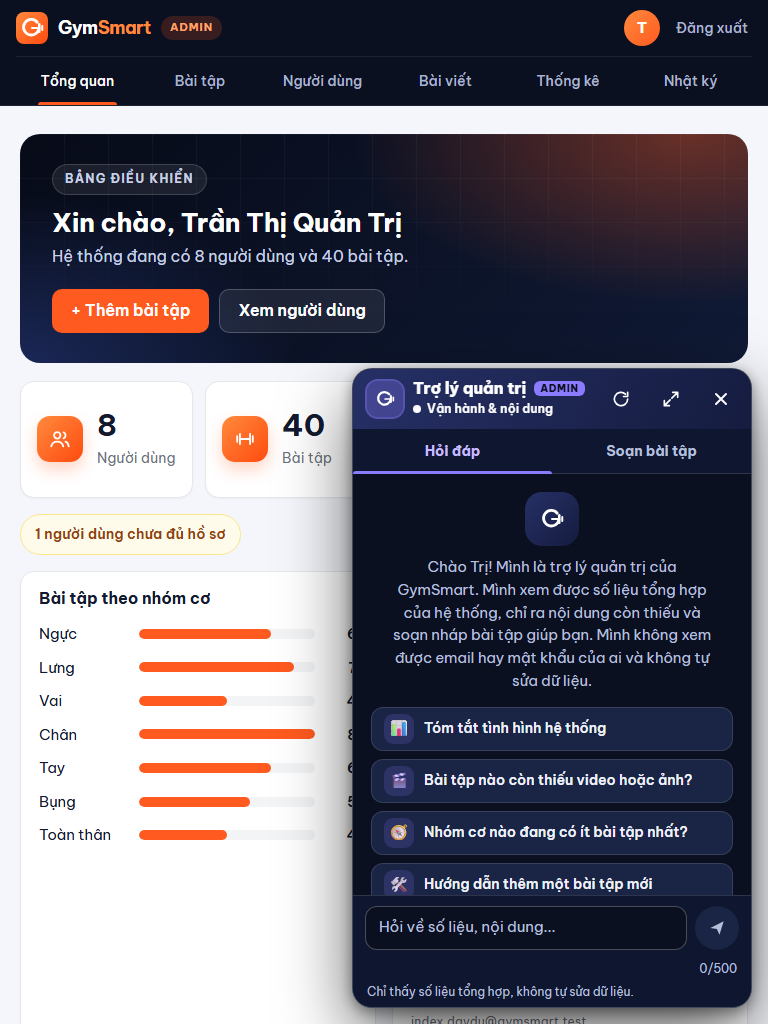 GymSmart ADMIN
T Đăng xuất
Tổng quan Bài tập Người dùng Bài viết Thống kê Nhật ký
BẢNG ĐIỀU KHIỂN
Xin chào, Trần Thị Quản Trị
Hệ thống đang có 8 người dùng và 40 bài tập.
+ Thêm bài tập Xem người dùng
8
Người dùng
40
Bài tập
1 người dùng chưa đủ hồ sơ
Bài tập theo nhóm cơ
Ngực
Lưng
Vai
Chân
Tay
Bụng
Toàn thân
Trợ lý quản trị ADMIN
Vận hành & nội dung
Hỏi đáp Soạn bài tập
Chào Trị! Mình là trợ lý quản trị của
GymSmart. Mình xem được số liệu tổng hợp
của hệ thống, chỉ ra nội dung còn thiếu và
soạn nháp bài tập giúp bạn. Mình không xem
được email hay mật khẩu của ai và không tự
sửa dữ liệu.
Tóm tắt tình hình hệ thống
Bài tập nào còn thiếu video hoặc ảnh?
Nhóm cơ nào đang có ít bài tập nhất?
Hướng dẫn thêm một bài tập mới
Hỏi về số liệu, nội dung...
0/500
Chỉ thấy số liệu tổng hợp, không tự sửa dữ liệu.